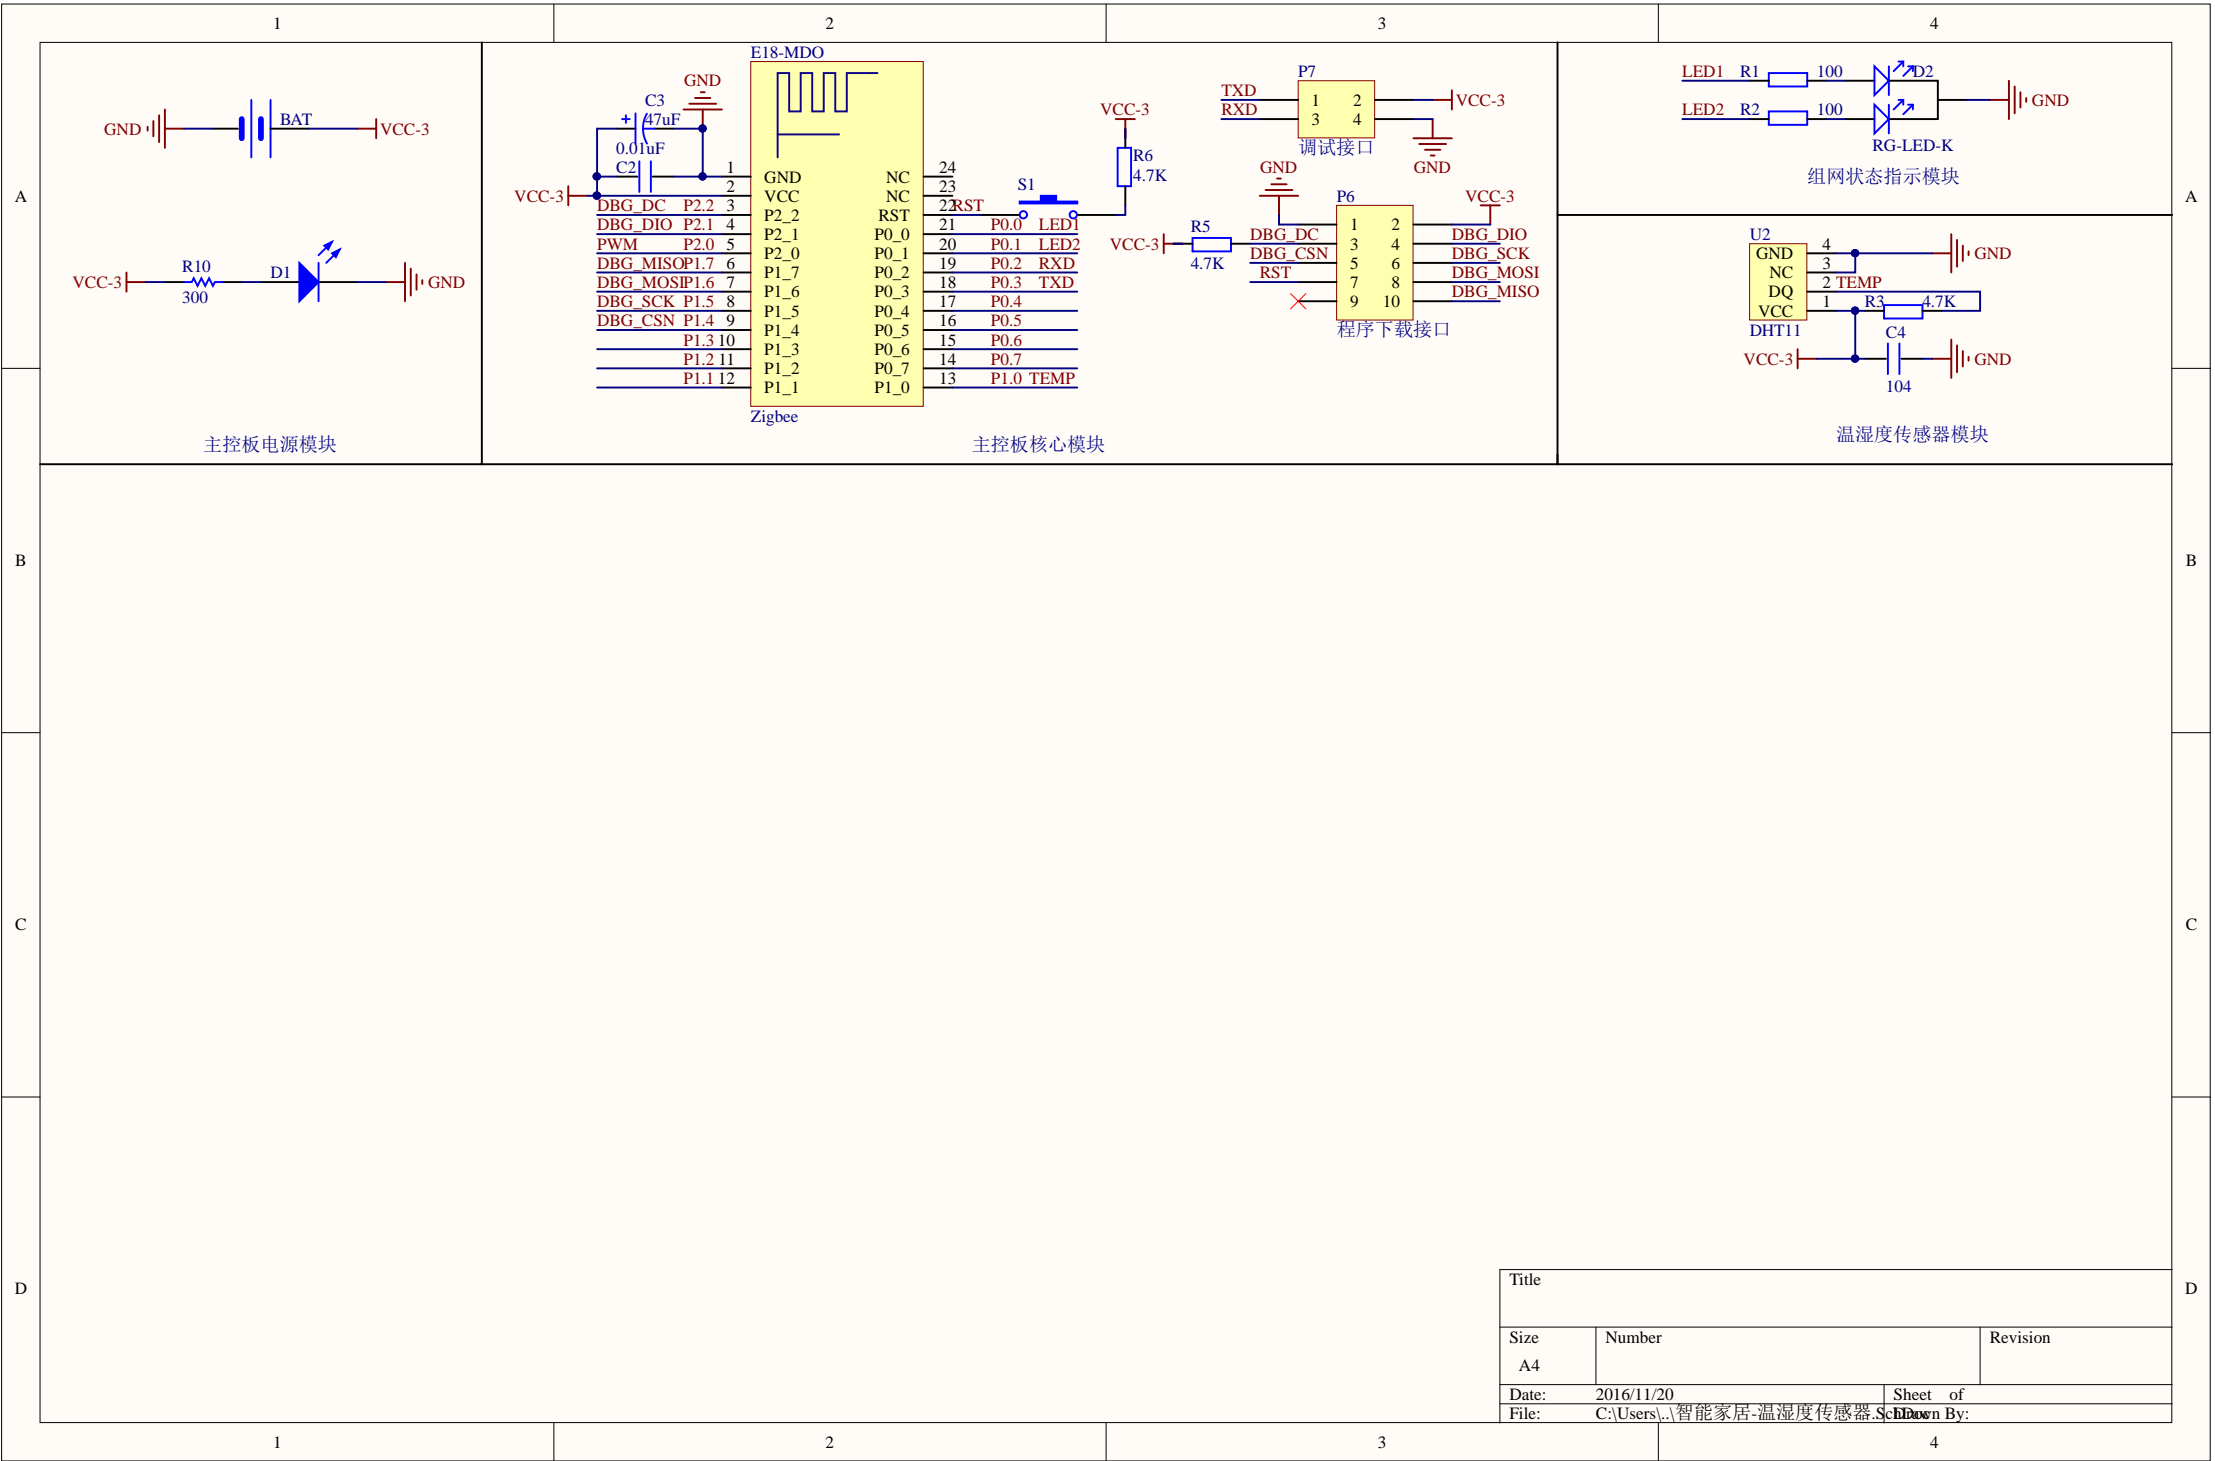 1 2 3 4
A
GND BAT VCC-3
VCC-3 R10 300 D1 GND
主控板电源模块
E18-MDO
GND
C3
47uF
0.01uF
C2
VCC-3
1 GND
2 VCC
DBG_DC P2.2 3 P2_2
DBG_DIO P2.1 4 P2_1
PWM P2.0 5 P2_0
DBG_MISO P1.7 6 P1_7
DBG_MOSI P1.6 7 P1_6
DBG_SCK P1.5 8 P1_5
DBG_CSN P1.4 9 P1_4
P1.3 10 P1_3
P1.2 11 P1_2
P1.1 12 P1_1
NC 24
NC 23
RST 22 RST
P0_0 21 P0.0 LED1
P0_1 20 P0.1 LED2
P0_2 19 P0.2 RXD
P0_3 18 P0.3 TXD
P0_4 17 P0.4
P0_5 16 P0.5
P0_6 15 P0.6
P0_7 14 P0.7
P1_0 13 P1.0 TEMP
Zigbee
S1
VCC-3
R6
4.7K
主控板核心模块
P7
TXD 1 2 VCC-3
RXD 3 4
调试接口
GND
GND
P6
VCC-3
1 2
VCC-3 R5 4.7K DBG_DC 3 4 DBG_DIO
DBG_CSN 5 6 DBG_SCK
RST 7 8 DBG_MOSI
9 10 DBG_MISO
程序下载接口
LED1 R1 100 D2
GND
LED2 R2 100
RG-LED-K
组网状态指示模块
A
U2
GND 4 GND
NC 3
DQ 2 TEMP
VCC 1 R3 4.7K
DHT11
C4
VCC-3 GND
104
温湿度传感器模块
B B
C C
D D
Title
Size Number Revision
A4
Date: 2016/11/20 Sheet of
File: C:\Users\..\智能家居-温湿度传感器.SchDoc Drawn By:
1 2 3 4